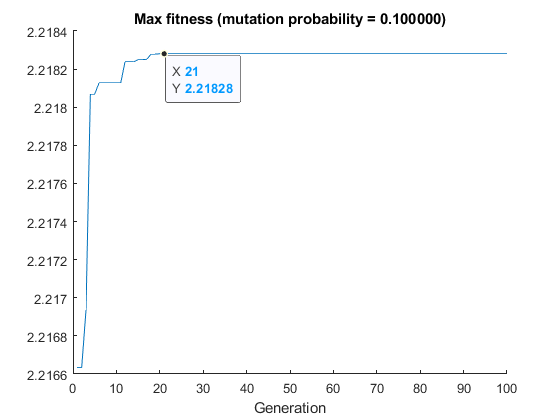 Max fitness (mutation probability = 0.100000)
2.2184
2.2182
2.218
2.2178
2.2176
2.2174
2.2172
2.217
2.2168
2.2166
X 21
Y 2.21828
0 10 20 30 40 50 60 70 80 90 100
Generation